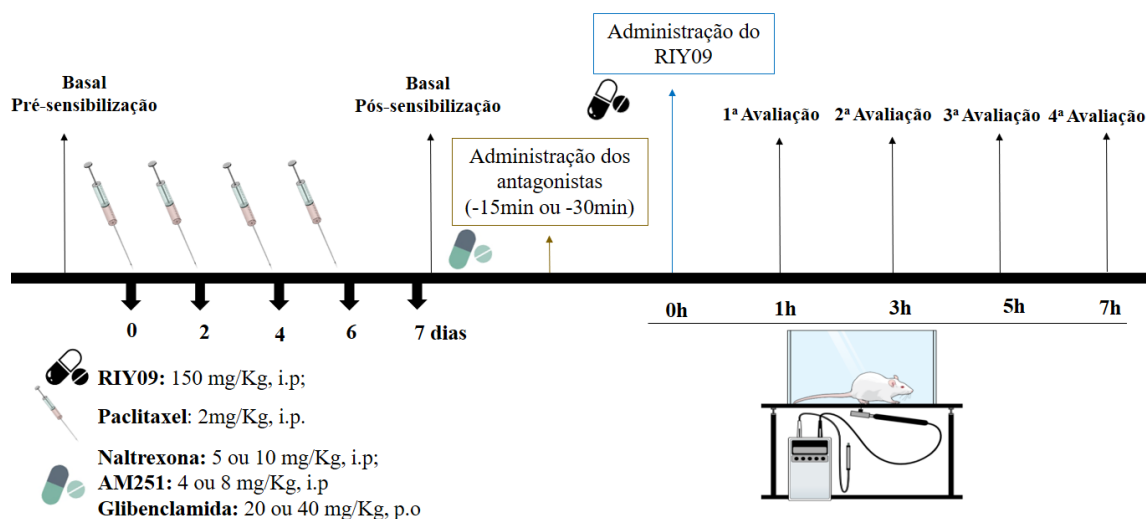 Administração do
RIY09
Basal
Pré-sensibilização
Basal
Pós-sensibilização
1ª Avaliação
2ª Avaliação
3ª Avaliação
4ª Avaliação
Administração dos
antagonistas
(-15min ou -30min)
0
2
4
6
7 dias
0h
1h
3h
5h
7h
RIY09: 150 mg/Kg, i.p;
Paclitaxel: 2mg/Kg, i.p.
Naltrexona: 5 ou 10 mg/Kg, i.p;
AM251: 4 ou 8 mg/Kg, i.p
Glibenclamida: 20 ou 40 mg/Kg, p.o